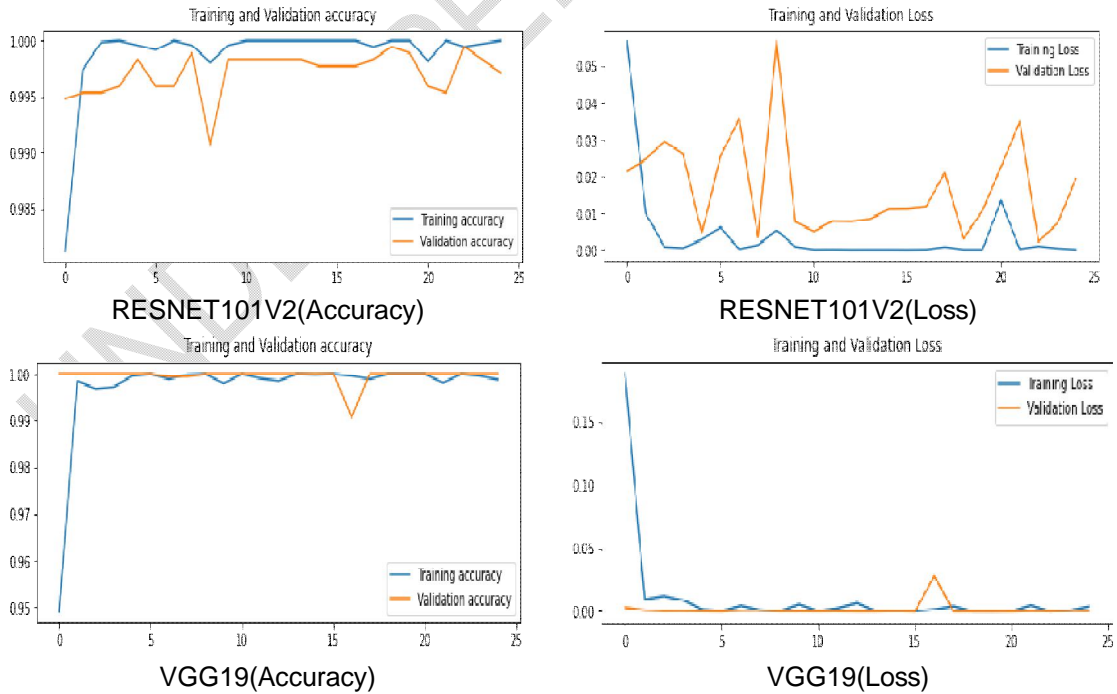 Training and Validation accuracy
1.000
0.995
0.990
0.985
Training accuracy
Validation accuracy
0 5 10 15 20 25
RESNET101V2(Accuracy)
Training and Validation Loss
Training Loss
Validation Loss
0.05
0.04
0.03
0.02
0.01
0.00
0 5 10 15 20 25
RESNET101V2(Loss)
Training and Validation accuracy
1.00
0.99
0.98
0.97
0.96
0.95
Training accuracy
Validation accuracy
0 5 10 15 20 25
VGG19(Accuracy)
Training and Validation Loss
Training Loss
Validation Loss
0.15
0.10
0.05
0.00
0 5 10 15 20 25
VGG19(Loss)